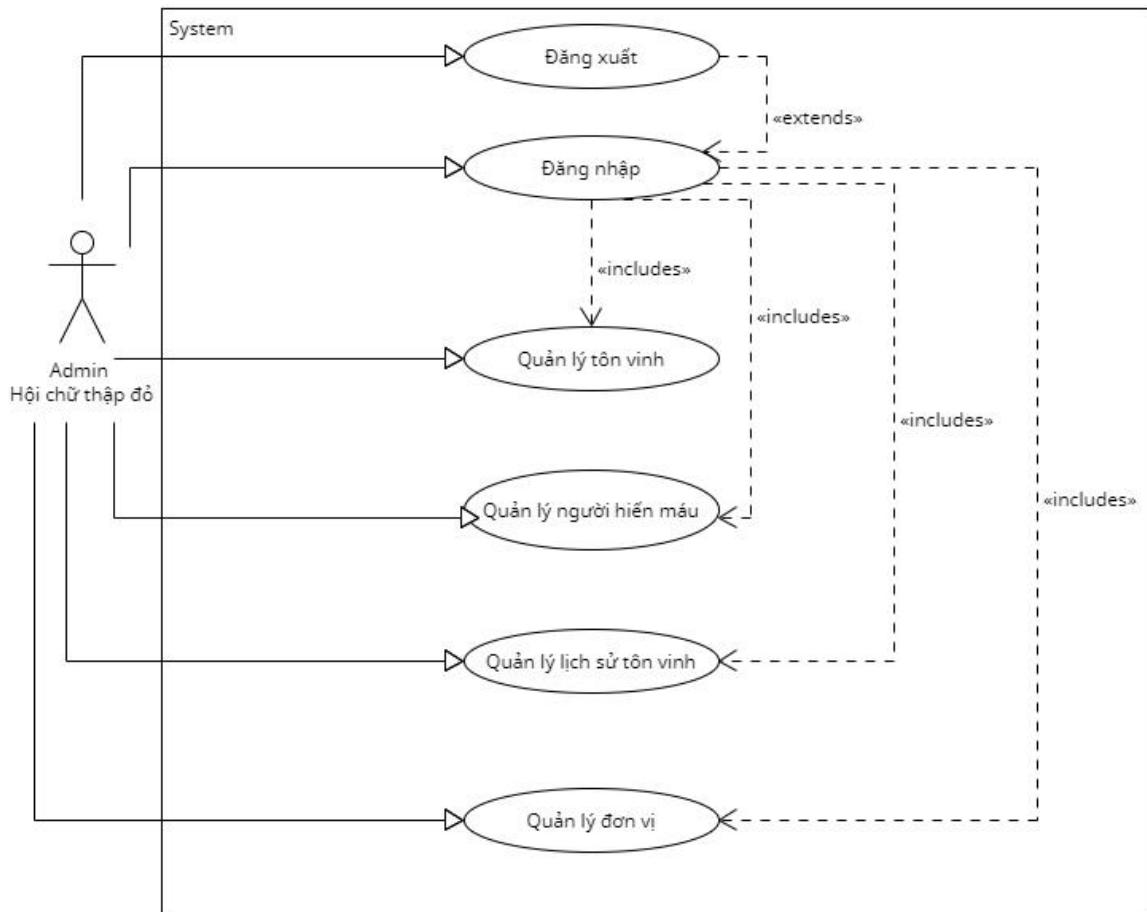 System
Đăng xuất
«extends»
Đăng nhập
«includes»
«includes»
Quản lý tôn vinh
Admin
Hội chữ thập đỏ
«includes»
«includes»
Quản lý người hiến máu
Quản lý lịch sử tôn vinh
Quản lý đơn vị